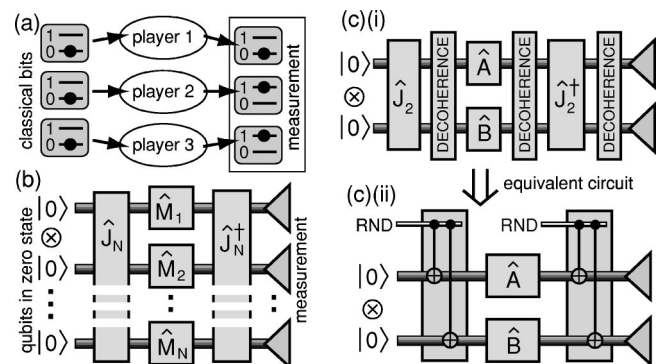 (a)
classical bits
1
0
player 1
1
0
1
0
player 2
1
0
1
0
player 3
1
0
measurement
(b)
qubits in zero state
|0⟩
⊗
|0⟩
|0⟩
Ĵ_N
M̂_1
M̂_2
M̂_N
Ĵ_N^†
measurement
(c)(i)
|0⟩
⊗
|0⟩
Ĵ_2
DECOHERENCE
Â
B̂
DECOHERENCE
Ĵ_2^†
DECOHERENCE
equivalent circuit
(c)(ii)
RND
RND
|0⟩
Â
⊗
|0⟩
B̂